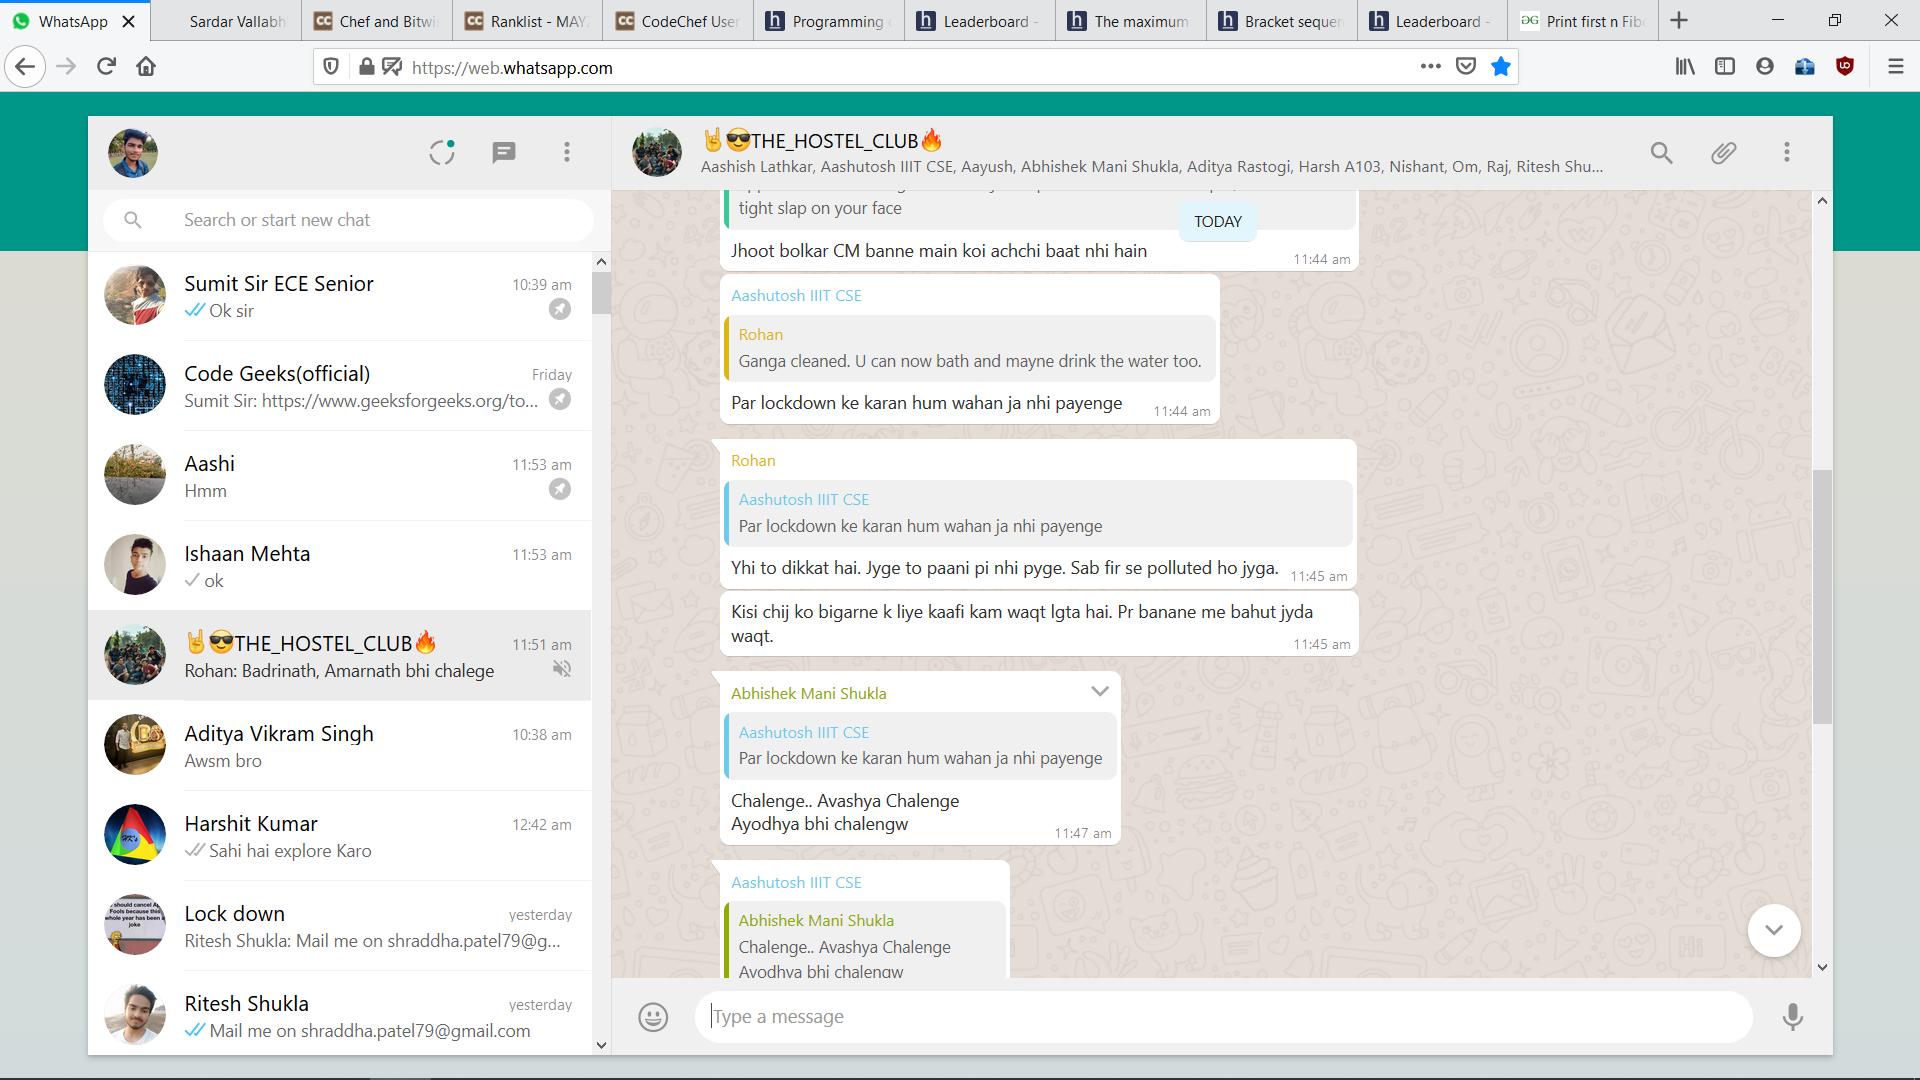 WhatsApp
Sardar Vallabh
Chef and Bitwi
Ranklist - MAY
CodeChef User
Programming
Leaderboard -
The maximum
Bracket sequen
Leaderboard -
Print first n Fib
https://web.whatsapp.com
Search or start new chat
Sumit Sir ECE Senior
10:39 am
Ok sir
Code Geeks(official)
Friday
Sumit Sir: https://www.geeksforgeeks.org/to...
Aashi
11:53 am
Hmm
Ishaan Mehta
11:53 am
ok
🤘😎THE_HOSTEL_CLUB🔥
11:51 am
Rohan: Badrinath, Amarnath bhi chalege
Aditya Vikram Singh
10:38 am
Awsm bro
Harshit Kumar
12:42 am
Sahi hai explore Karo
should cancel
Fools because this
whole year has been
joke
Lock down
yesterday
Ritesh Shukla: Mail me on shraddha.patel79@g...
Ritesh Shukla
yesterday
Mail me on shraddha.patel79@gmail.com
🤘😎THE_HOSTEL_CLUB🔥
Aashish Lathkar, Aashutosh IIIT CSE, Aayush, Abhishek Mani Shukla, Aditya Rastogi, Harsh A103, Nishant, Om, Raj, Ritesh Shu...
tight slap on your face
TODAY
Jhoot bolkar CM banne main koi achchi baat nhi hain
11:44 am
Aashutosh IIIT CSE
Rohan
Ganga cleaned. U can now bath and mayne drink the water too.
Par lockdown ke karan hum wahan ja nhi payenge
11:44 am
Rohan
Aashutosh IIIT CSE
Par lockdown ke karan hum wahan ja nhi payenge
Yhi to dikkat hai. Jyge to paani pi nhi pyge. Sab fir se polluted ho jyga.
11:45 am
Kisi chij ko bigarne k liye kaafi kam waqt lgta hai. Pr banane me bahut jyda
waqt.
11:45 am
Abhishek Mani Shukla
Aashutosh IIIT CSE
Par lockdown ke karan hum wahan ja nhi payenge
Chalenge.. Avashya Chalenge
Ayodhya bhi chalengw
11:47 am
Aashutosh IIIT CSE
Abhishek Mani Shukla
Chalenge.. Avashya Chalenge
Ayodhya bhi chalengw
Type a message